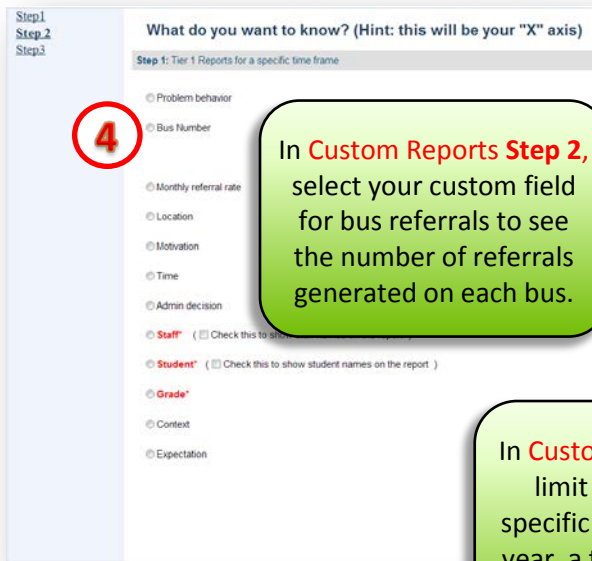 Step1
Step 2
Step3
What do you want to know? (Hint: this will be your "X" axis)
Step 1: Tier 1 Reports for a specific time frame
Problem behavior
4
Bus Number
Monthly referral rate
Location
Motivation
Time
Admin decision
Staff* ( Check this to show
Student* ( Check this to show student names on the report )
Grade*
Context
Expectation
In Custom Reports Step 2,
select your custom field
for bus referrals to see
the number of referrals
generated on each bus.
In Custo
limit
specific
year, a t